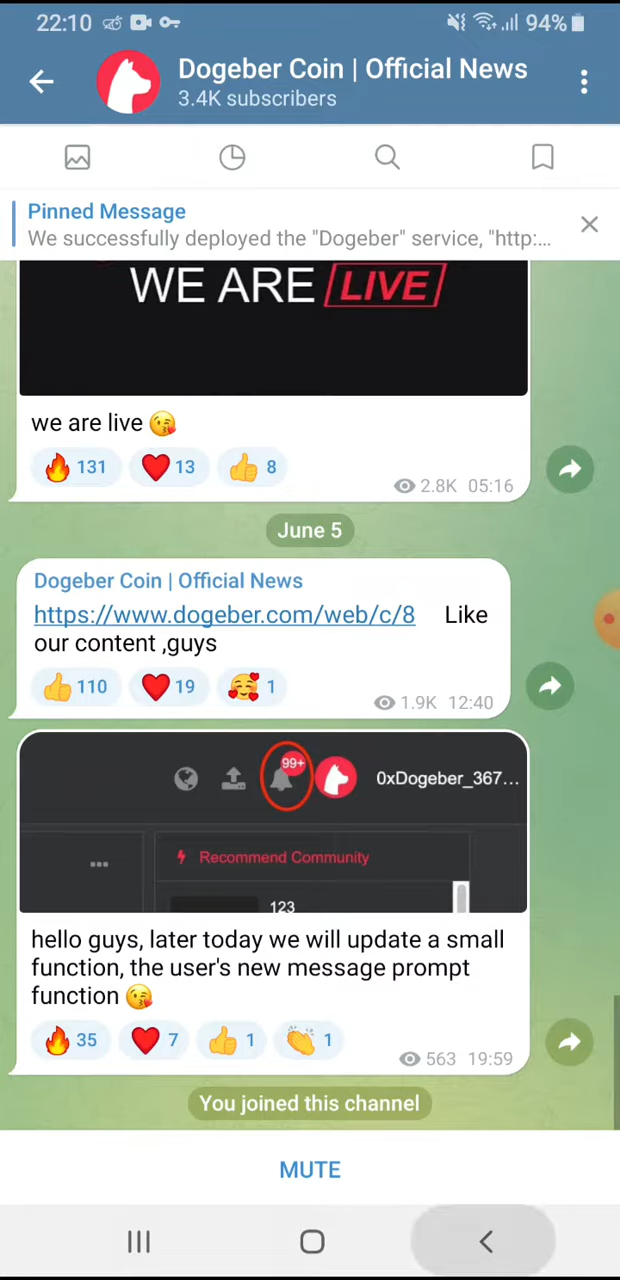 22:10
94%
Dogeber Coin | Official News
3.4K subscribers
Pinned Message
We successfully deployed the "Dogeber" service, "http:...
WE ARE LIVE
we are live 😘
🔥 131 ❤️ 13 👍 8
2.8K 05:16
June 5
Dogeber Coin | Official News
https://www.dogeber.com/web/c/8 Like
our content ,guys
👍 110 ❤️ 19 🥰 1
1.9K 12:40
99+
0xDogeber_367...
Recommend Community
123
hello guys, later today we will update a small
function, the user's new message prompt
function 😘
🔥 35 ❤️ 7 👍 1 👏 1
563 19:59
You joined this channel
MUTE